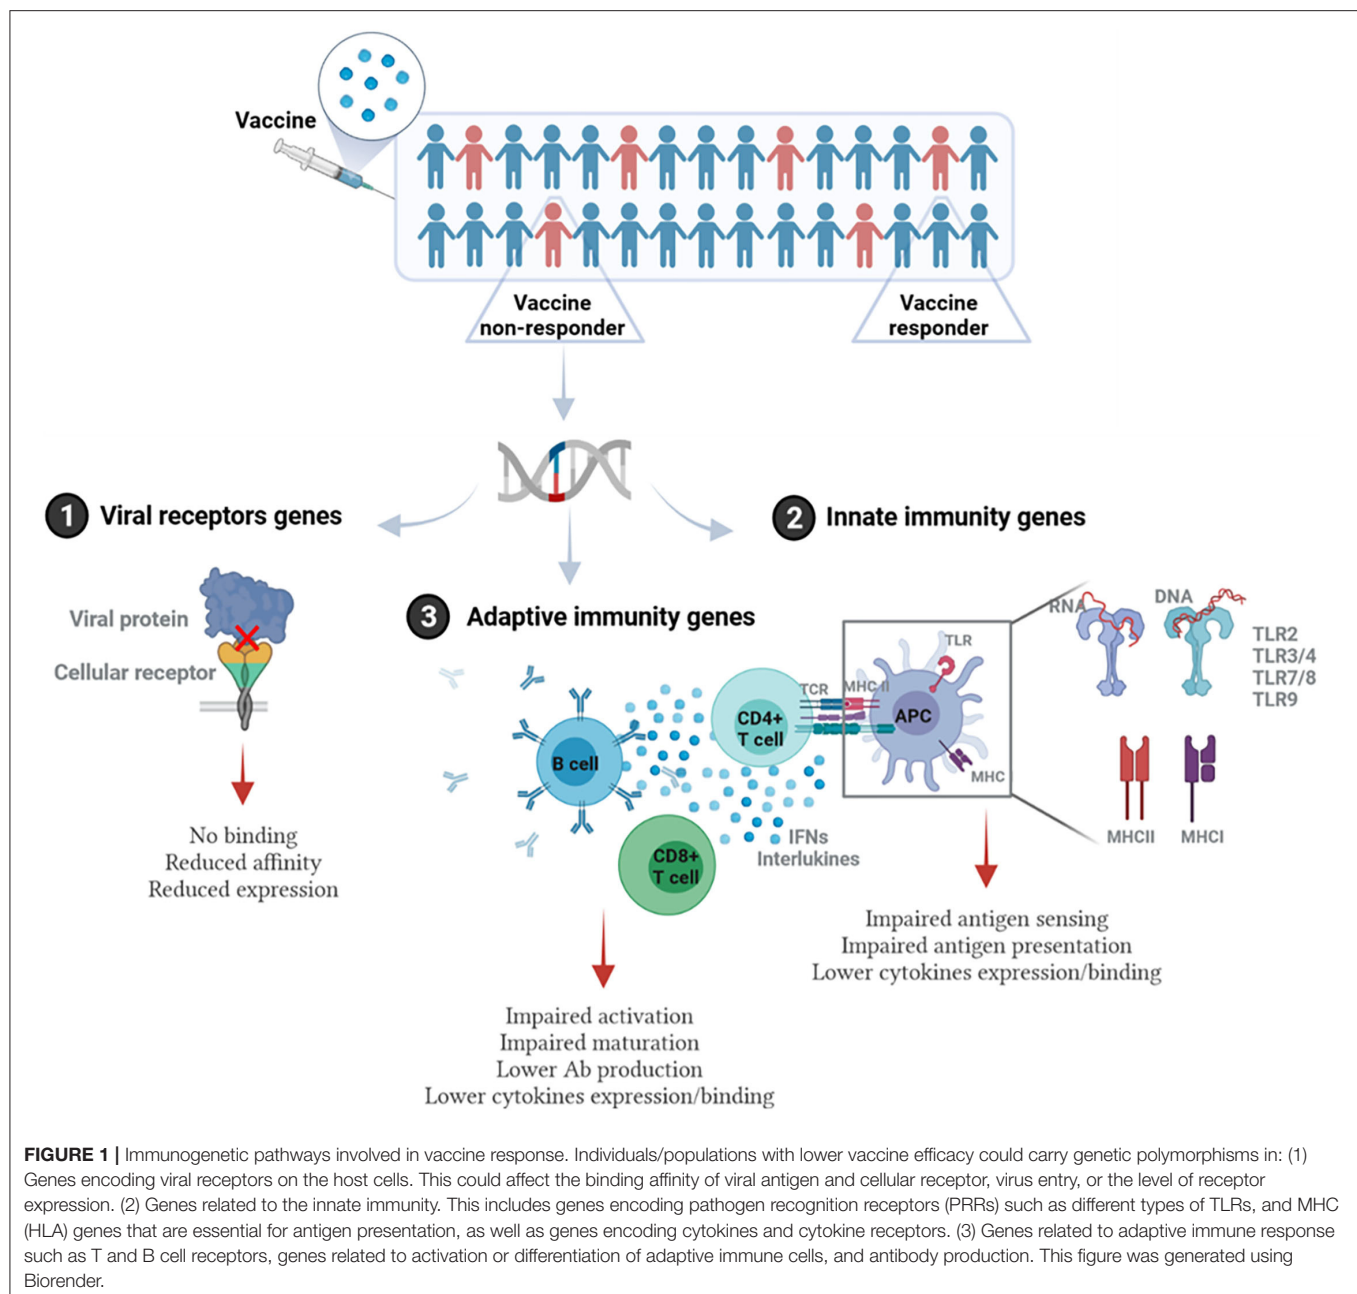 Vaccine
Vaccine
non-responder
Vaccine
responder
1 Viral receptors genes
2 Innate immunity genes
Viral protein
Cellular receptor
No binding
Reduced affinity
Reduced expression
3 Adaptive immunity genes
B cell
CD4+
T cell
CD8+
T cell
TCR
MHC II
TLR
APC
MHC
IFNs
Interlukines
RNA
DNA
TLR2
TLR3/4
TLR7/8
TLR9
MHCII
MHCI
Impaired antigen sensing
Impaired antigen presentation
Lower cytokines expression/binding
Impaired activation
Impaired maturation
Lower Ab production
Lower cytokines expression/binding
FIGURE 1 | Immunogenetic pathways involved in vaccine response. Individuals/populations with lower vaccine efficacy could carry genetic polymorphisms in: (1)
Genes encoding viral receptors on the host cells. This could affect the binding affinity of viral antigen and cellular receptor, virus entry, or the level of receptor
expression. (2) Genes related to the innate immunity. This includes genes encoding pathogen recognition receptors (PRRs) such as different types of TLRs, and MHC
(HLA) genes that are essential for antigen presentation, as well as genes encoding cytokines and cytokine receptors. (3) Genes related to adaptive immune response
such as T and B cell receptors, genes related to activation or differentiation of adaptive immune cells, and antibody production. This figure was generated using
Biorender.